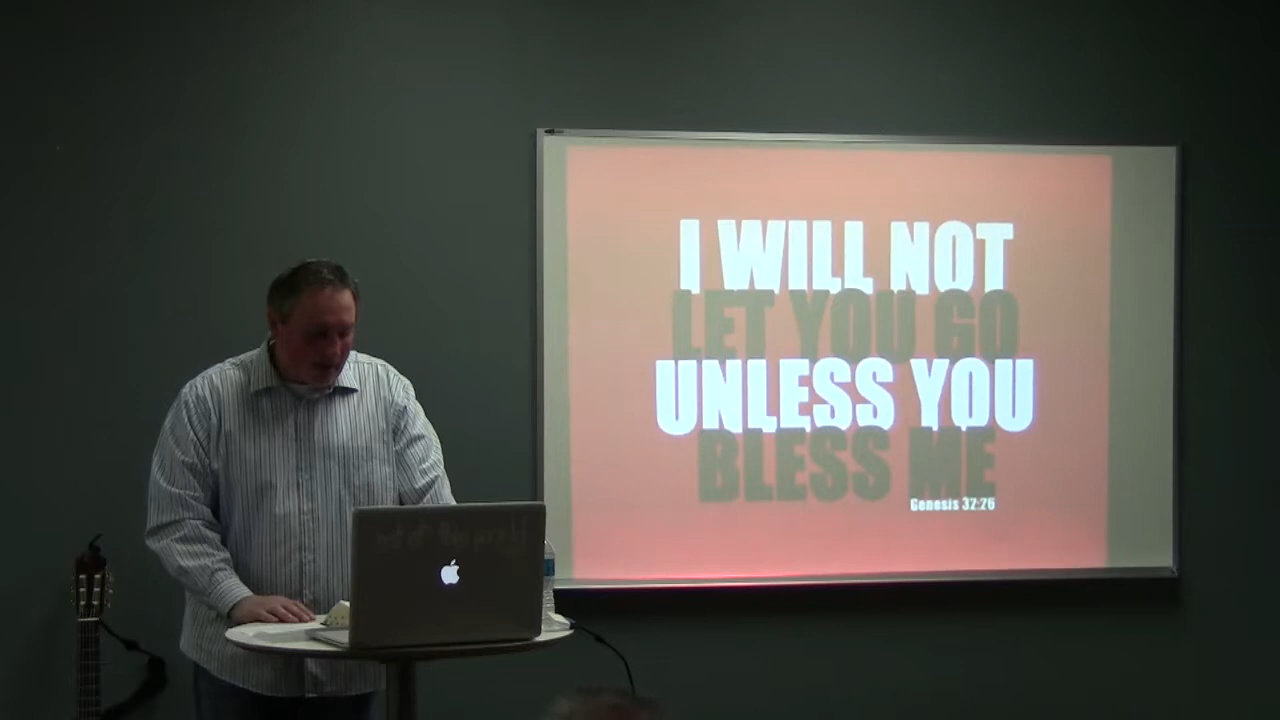 I WILL NOT
LET YOU GO
UNLESS YOU
BLESS ME
Genesis 32:26